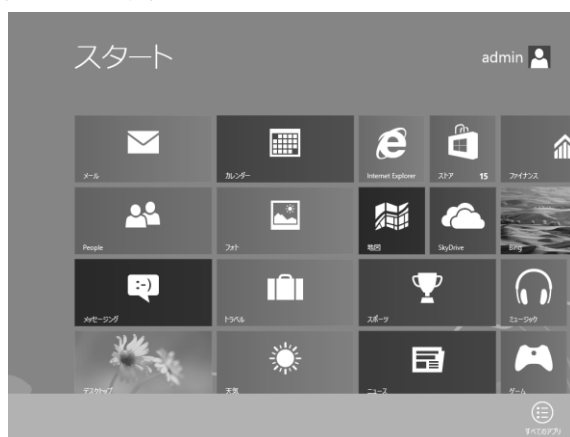 スタート
admin
メール
カレンダー
Internet Explorer
ストア
15
ファイナンス
People
フォト
地図
SkyDrive
Bing
メッセージング
:-)
トラベル
スポーツ
ミュージック
デスクトップ
天気
ニュース
ゲーム
すべてのアプリ